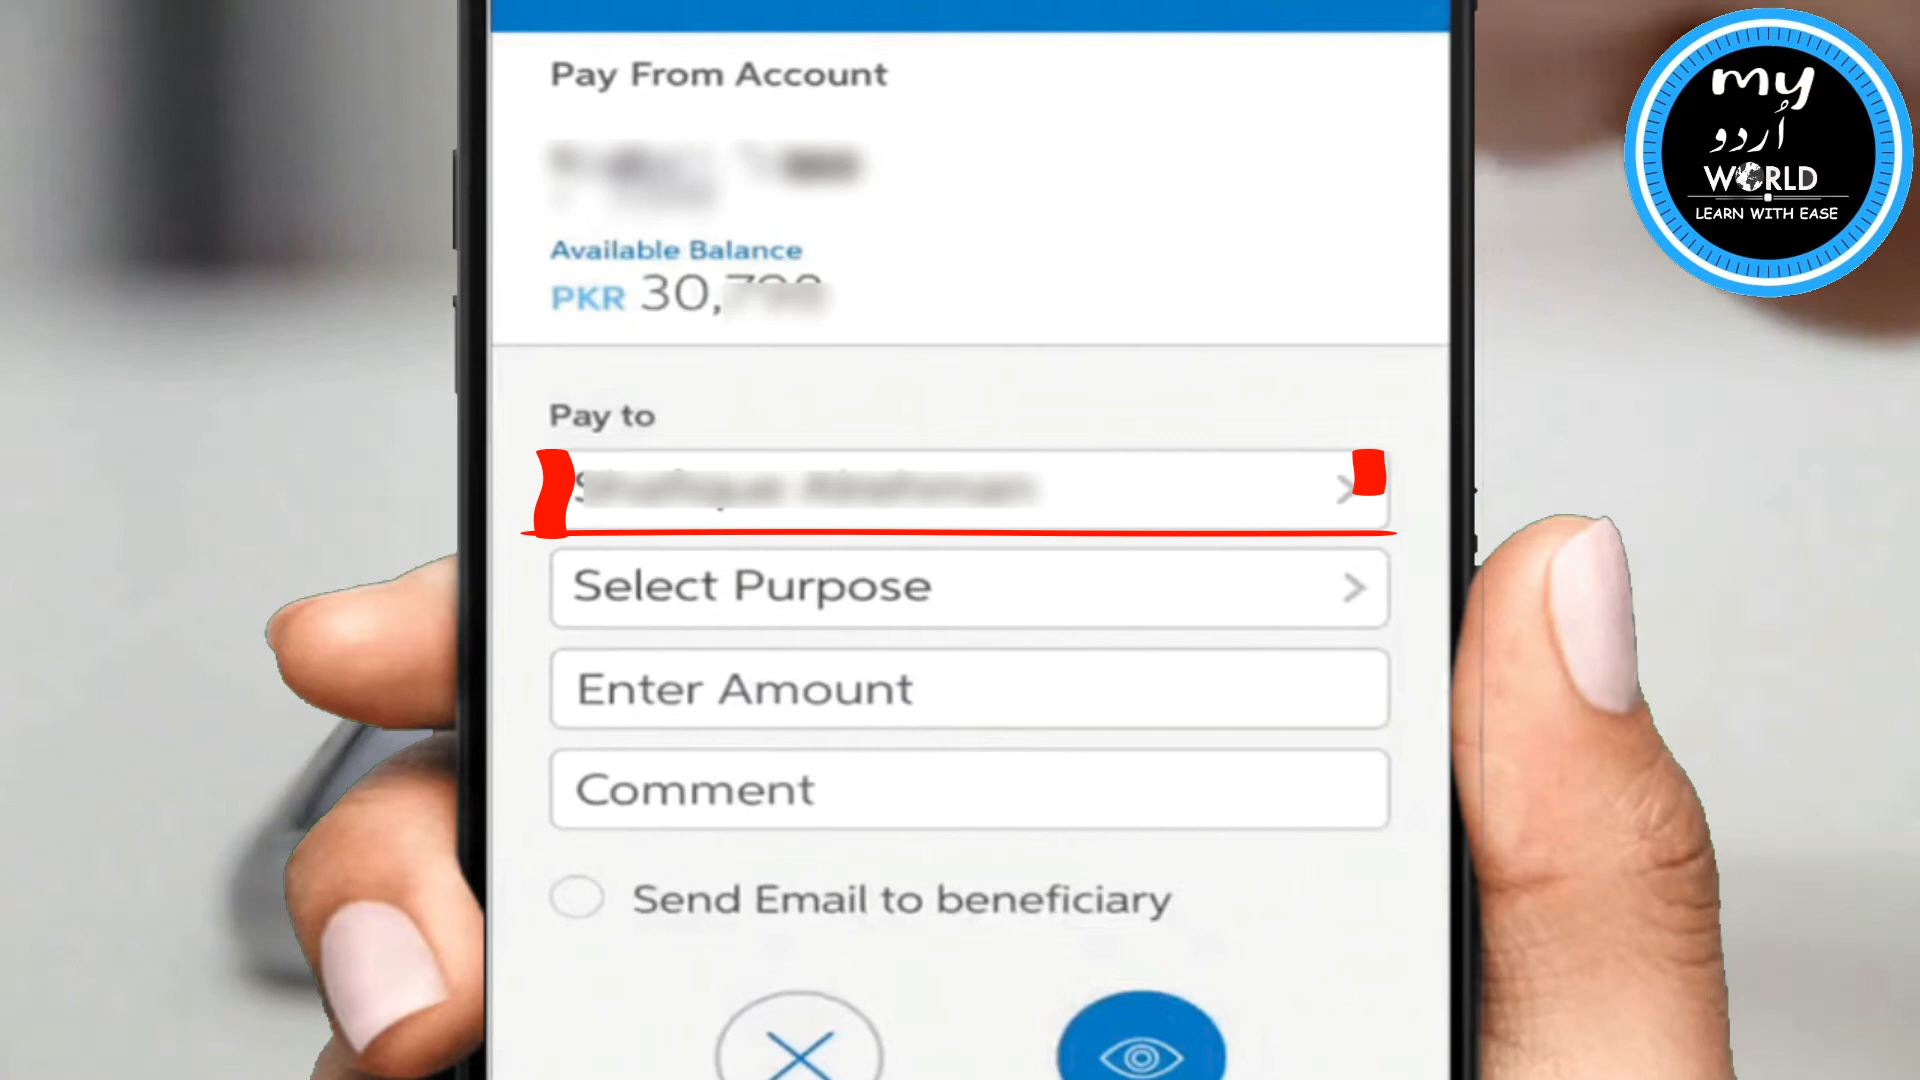 Pay From Account
Available Balance
PKR 30,
Pay to
Select Purpose >
Enter Amount
Comment
Send Email to beneficiary
my
اُردو
WORLD
LEARN WITH EASE